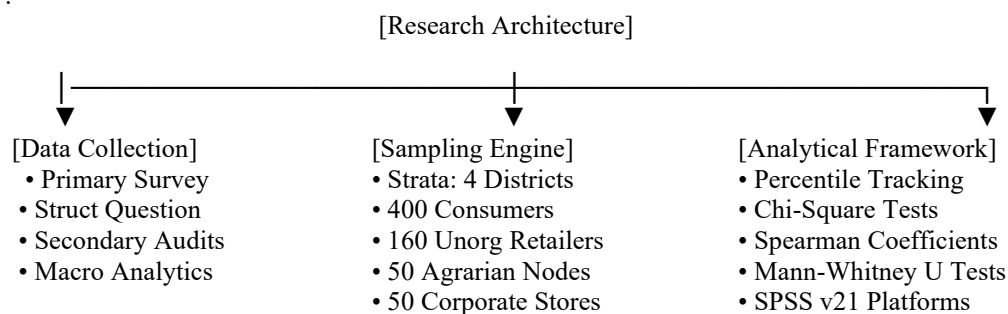 .
[Research Architecture]
[Data Collection]
• Primary Survey
• Struct Question
• Secondary Audits
• Macro Analytics
[Sampling Engine]
• Strata: 4 Districts
• 400 Consumers
• 160 Unorg Retailers
• 50 Agrarian Nodes
• 50 Corporate Stores
[Analytical Framework]
• Percentile Tracking
• Chi-Square Tests
• Spearman Coefficients
• Mann-Whitney U Tests
• SPSS v21 Platforms